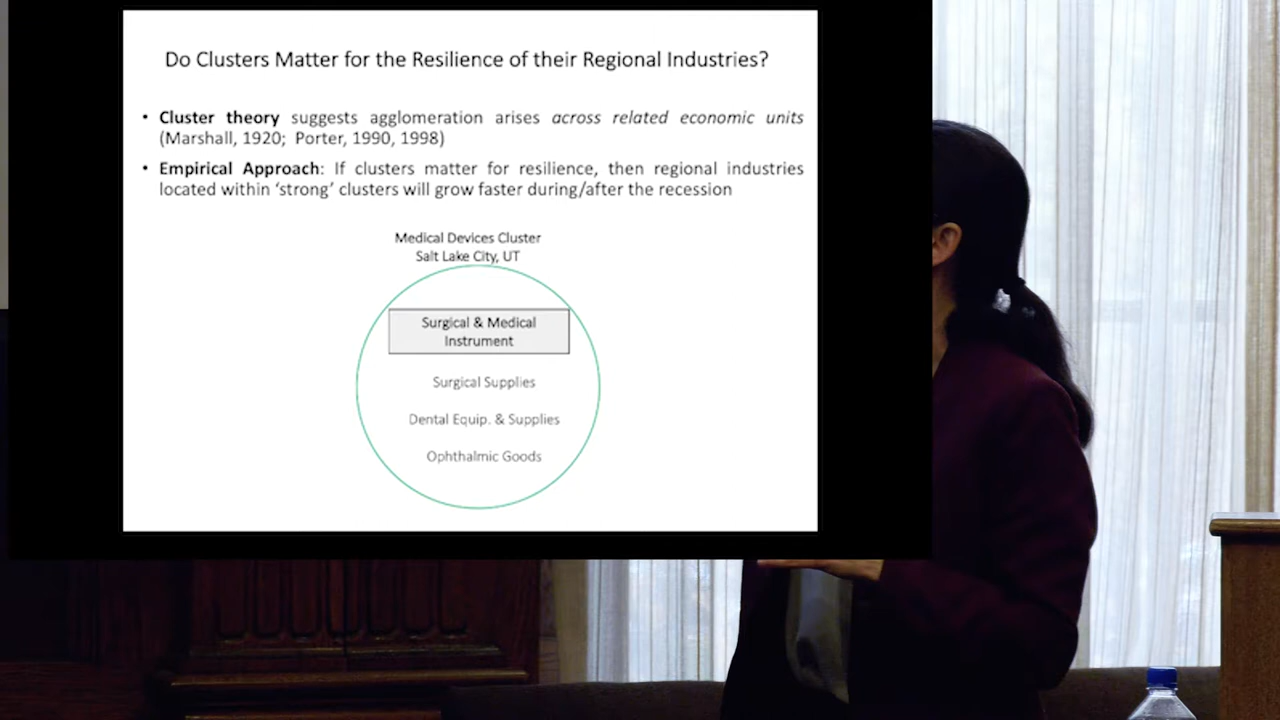 Do Clusters Matter for the Resilience of their Regional Industries?
• Cluster theory suggests agglomeration arises across related economic units
(Marshall, 1920; Porter, 1990, 1998)
• Empirical Approach: If clusters matter for resilience, then regional industries
located within ‘strong’ clusters will grow faster during/after the recession
Medical Devices Cluster
Salt Lake City, UT
Surgical & Medical
Instrument
Surgical Supplies
Dental Equip. & Supplies
Ophthalmic Goods